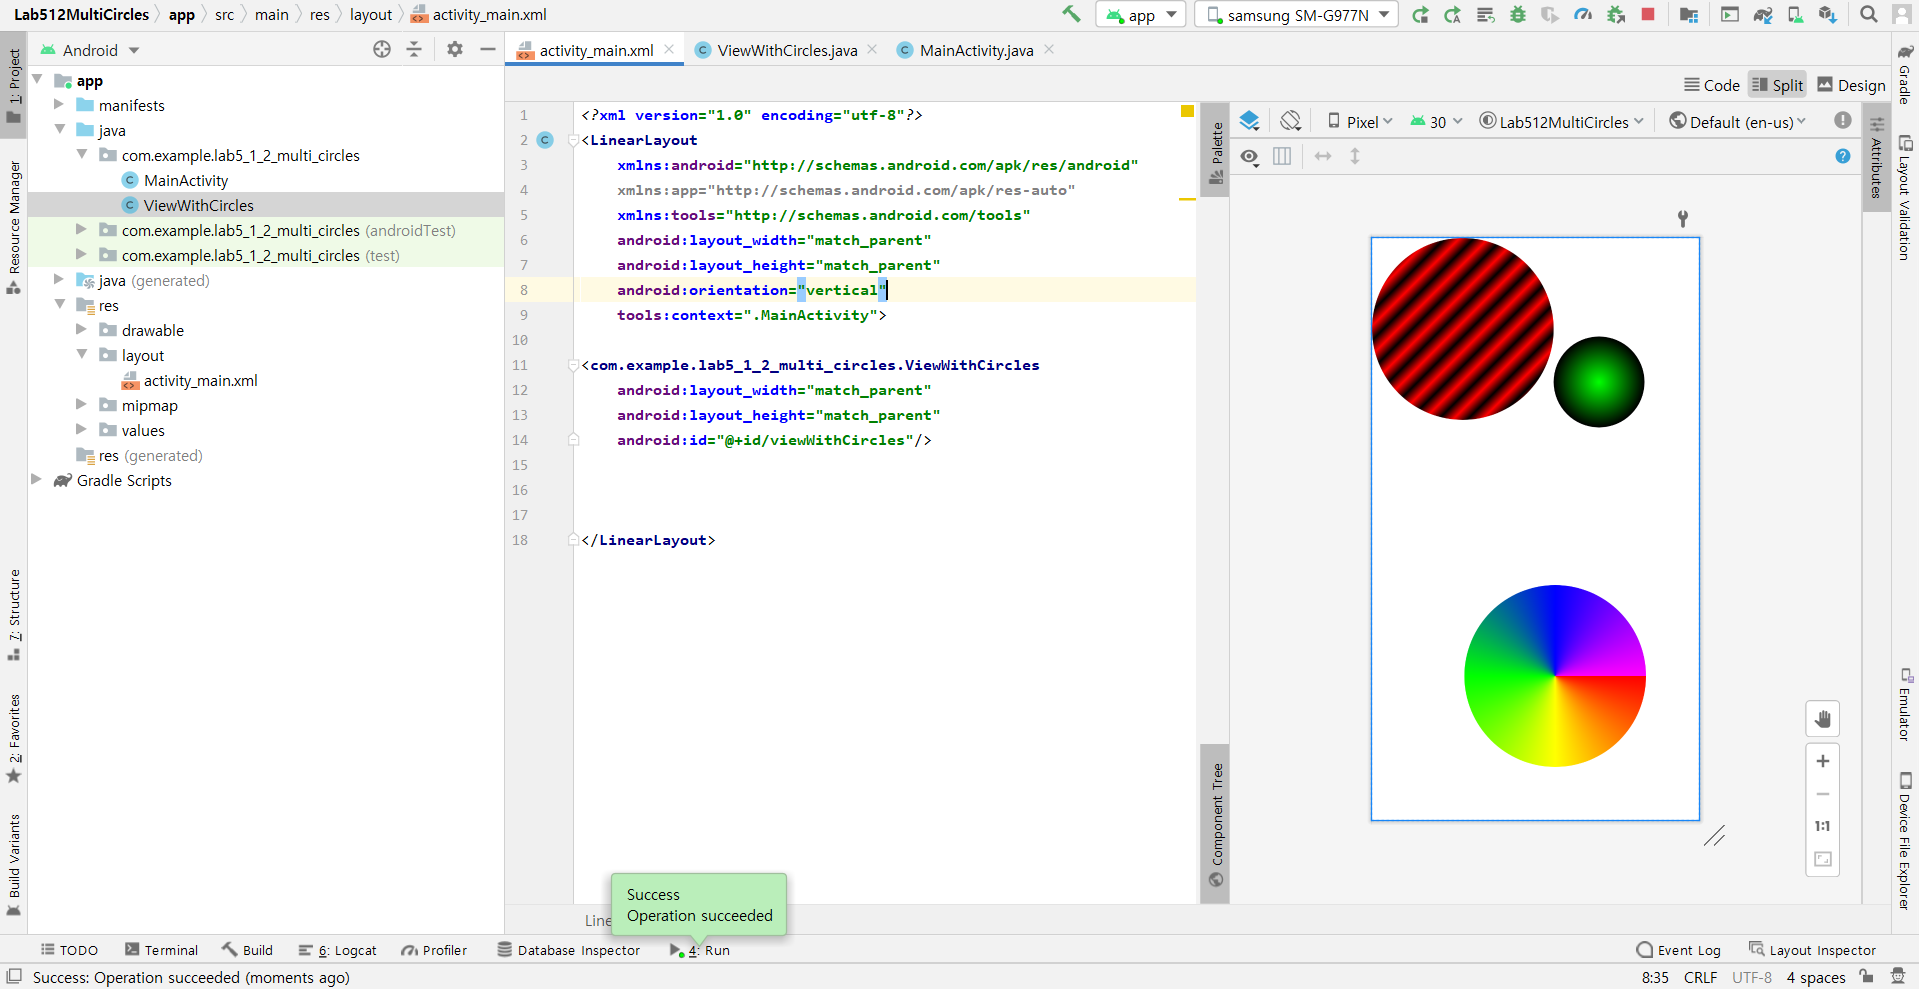 Lab512MultiCircles app src main res layout activity_main.xml
app samsung SM-G977N
Android
activity_main.xml ViewWithCircles.java MainActivity.java
Code Split Design
Pixel 30 Lab512MultiCircles Default (en-us)
1: Project
Resource Manager
7: Structure
2: Favorites
Build Variants
app
manifests
java
com.example.lab5_1_2_multi_circles
MainActivity
ViewWithCircles
com.example.lab5_1_2_multi_circles (androidTest)
com.example.lab5_1_2_multi_circles (test)
java (generated)
res
drawable
layout
activity_main.xml
mipmap
values
res (generated)
Gradle Scripts
1 <?xml version="1.0" encoding="utf-8"?>
2 <LinearLayout
3 xmlns:android="http://schemas.android.com/apk/res/android"
4 xmlns:app="http://schemas.android.com/apk/res-auto"
5 xmlns:tools="http://schemas.android.com/tools"
6 android:layout_width="match_parent"
7 android:layout_height="match_parent"
8 android:orientation="vertical"
9 tools:context=".MainActivity">
10
11 <com.example.lab5_1_2_multi_circles.ViewWithCircles
12 android:layout_width="match_parent"
13 android:layout_height="match_parent"
14 android:id="@+id/viewWithCircles"/>
15
16
17
18 </LinearLayout>
Palette
Component Tree
Attributes
Gradle
Layout Validation
Emulator
Device File Explorer
1:1
Success
Operation succeeded
TODO Terminal Build 6: Logcat Profiler Database Inspector 4: Run Event Log Layout Inspector
Success: Operation succeeded (moments ago) 8:35 CRLF UTF-8 4 spaces